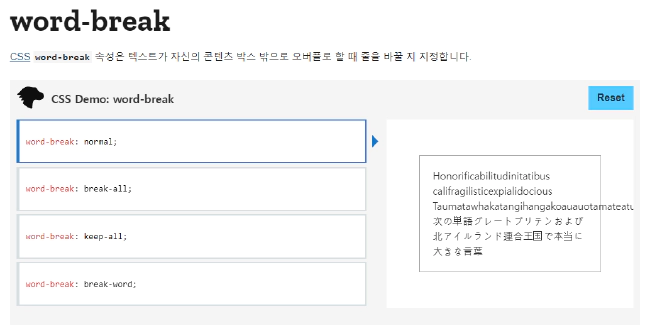 word-break
CSS word-break 속성은 텍스트가 자신의 콘텐츠 박스 밖으로 오버플로 할 때 줄을 바꿀 지 지정합니다.
CSS Demo: word-break
Reset
word-break: normal;
word-break: break-all;
word-break: keep-all;
word-break: break-word;
Honorificabilitudinitatibus
califragilisticexpialidocious
Taumatawhakatangihangakoauauotamateatu
次の単語グレートブリテンおよび
北アイルランド連合王国で本当に
大きな言葉